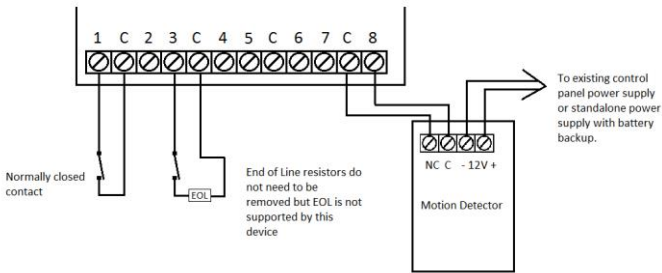 1 C 2 3 C 4 5 C 6 7 C 8
To existing control
panel power supply
or standalone power
supply with battery
backup.
NC C - 12V +
Normally closed
contact
EOL
End of Line resistors do
not need to be
removed but EOL is not
supported by this
device
Motion Detector